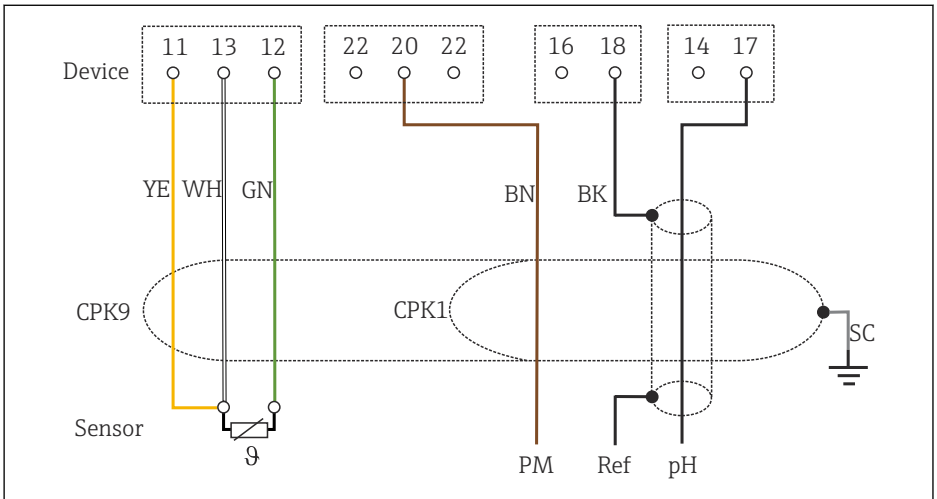 11 13 12 22 20 22 16 18 14 17
Device
YE WH GN BN BK
CPK9 CPK1
SC
Sensor
ϑ
PM Ref pH